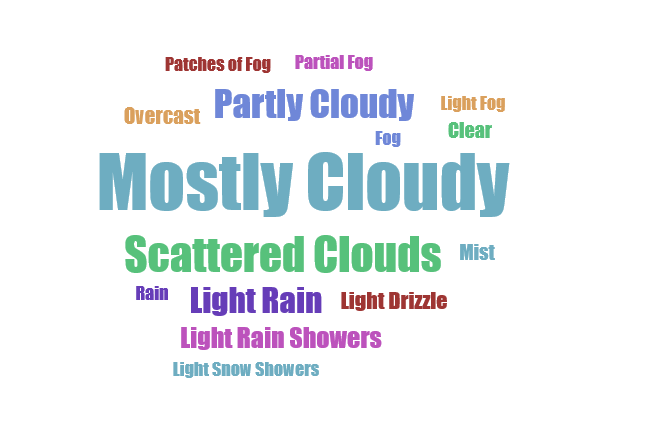 Patches of Fog
Partial Fog
Partly Cloudy
Light Fog
Overcast
Clear
Fog
Mostly Cloudy
Scattered Clouds
Mist
Rain
Light Rain
Light Drizzle
Light Rain Showers
Light Snow Showers